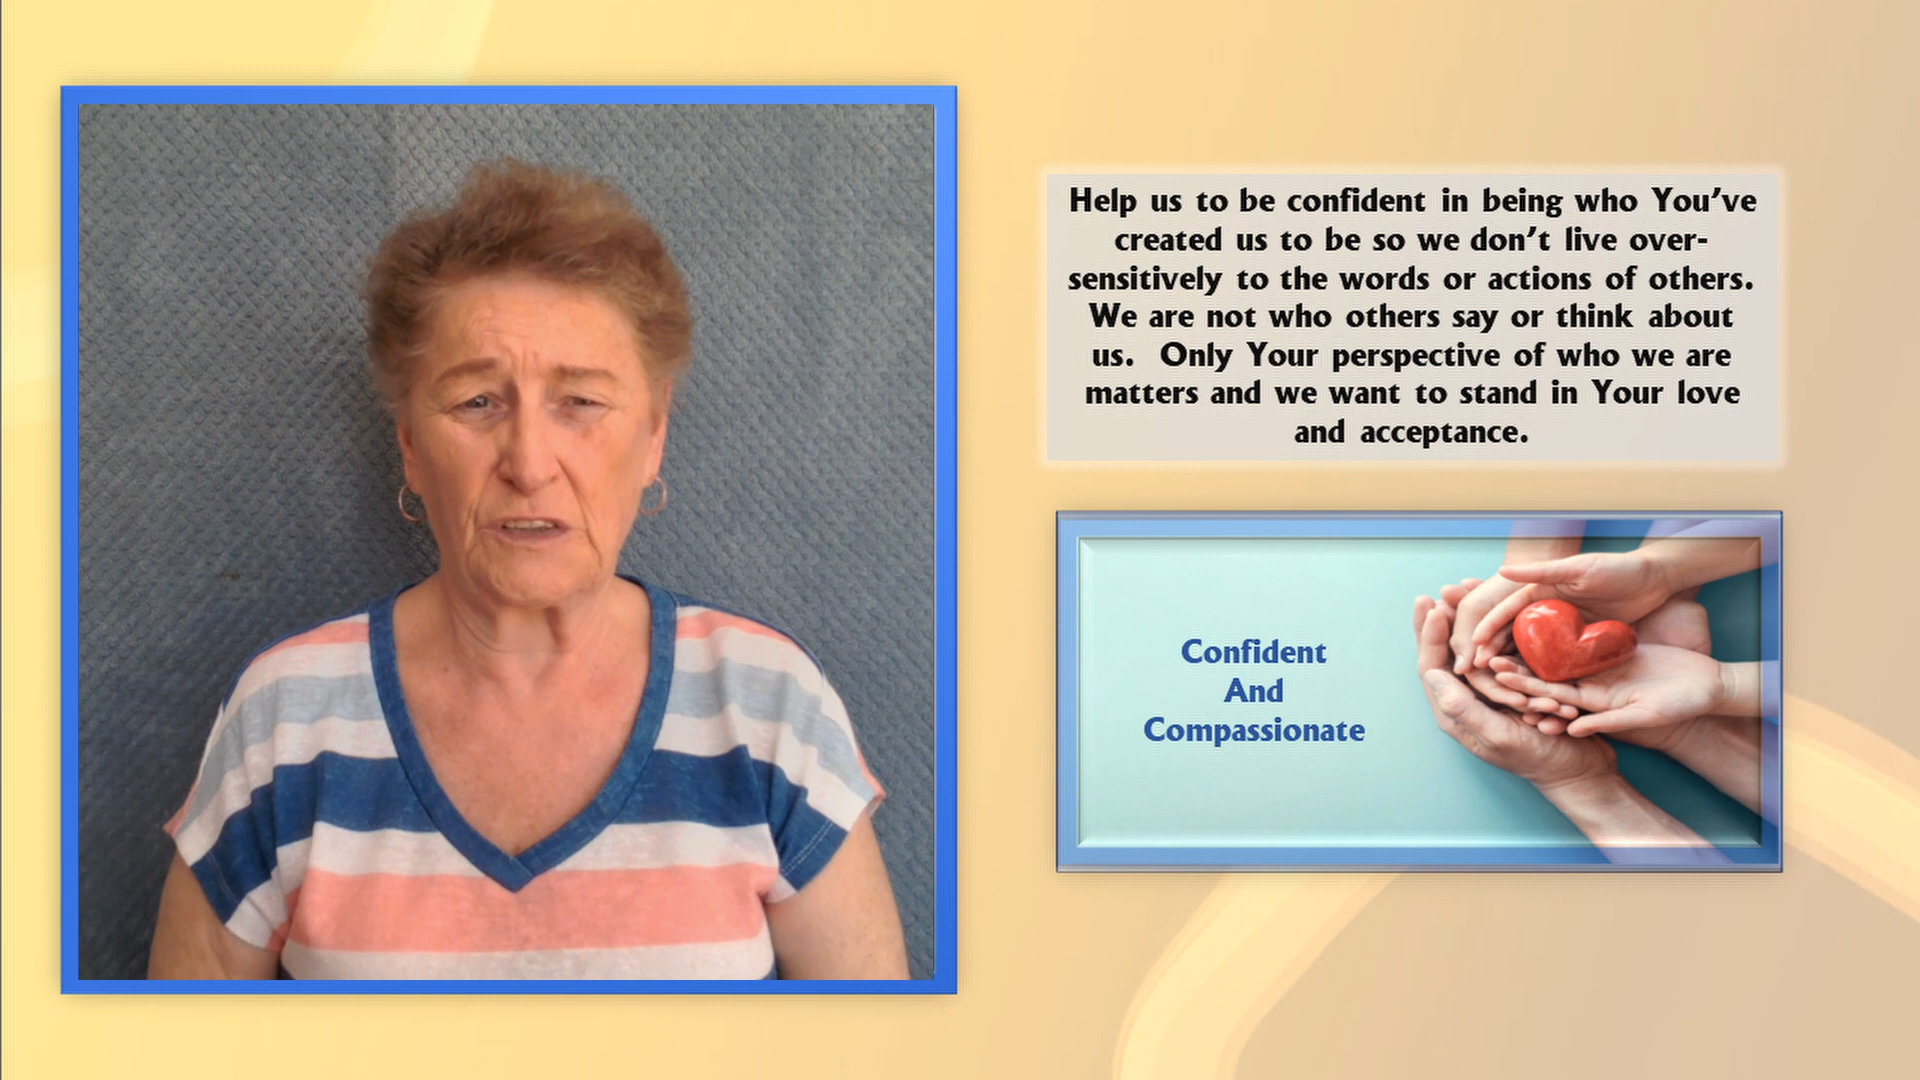 Help us to be confident in being who You’ve
created us to be so we don’t live over-
sensitively to the words or actions of others.
We are not who others say or think about
us.  Only Your perspective of who we are
matters and we want to stand in Your love
and acceptance.
Confident
And
Compassionate